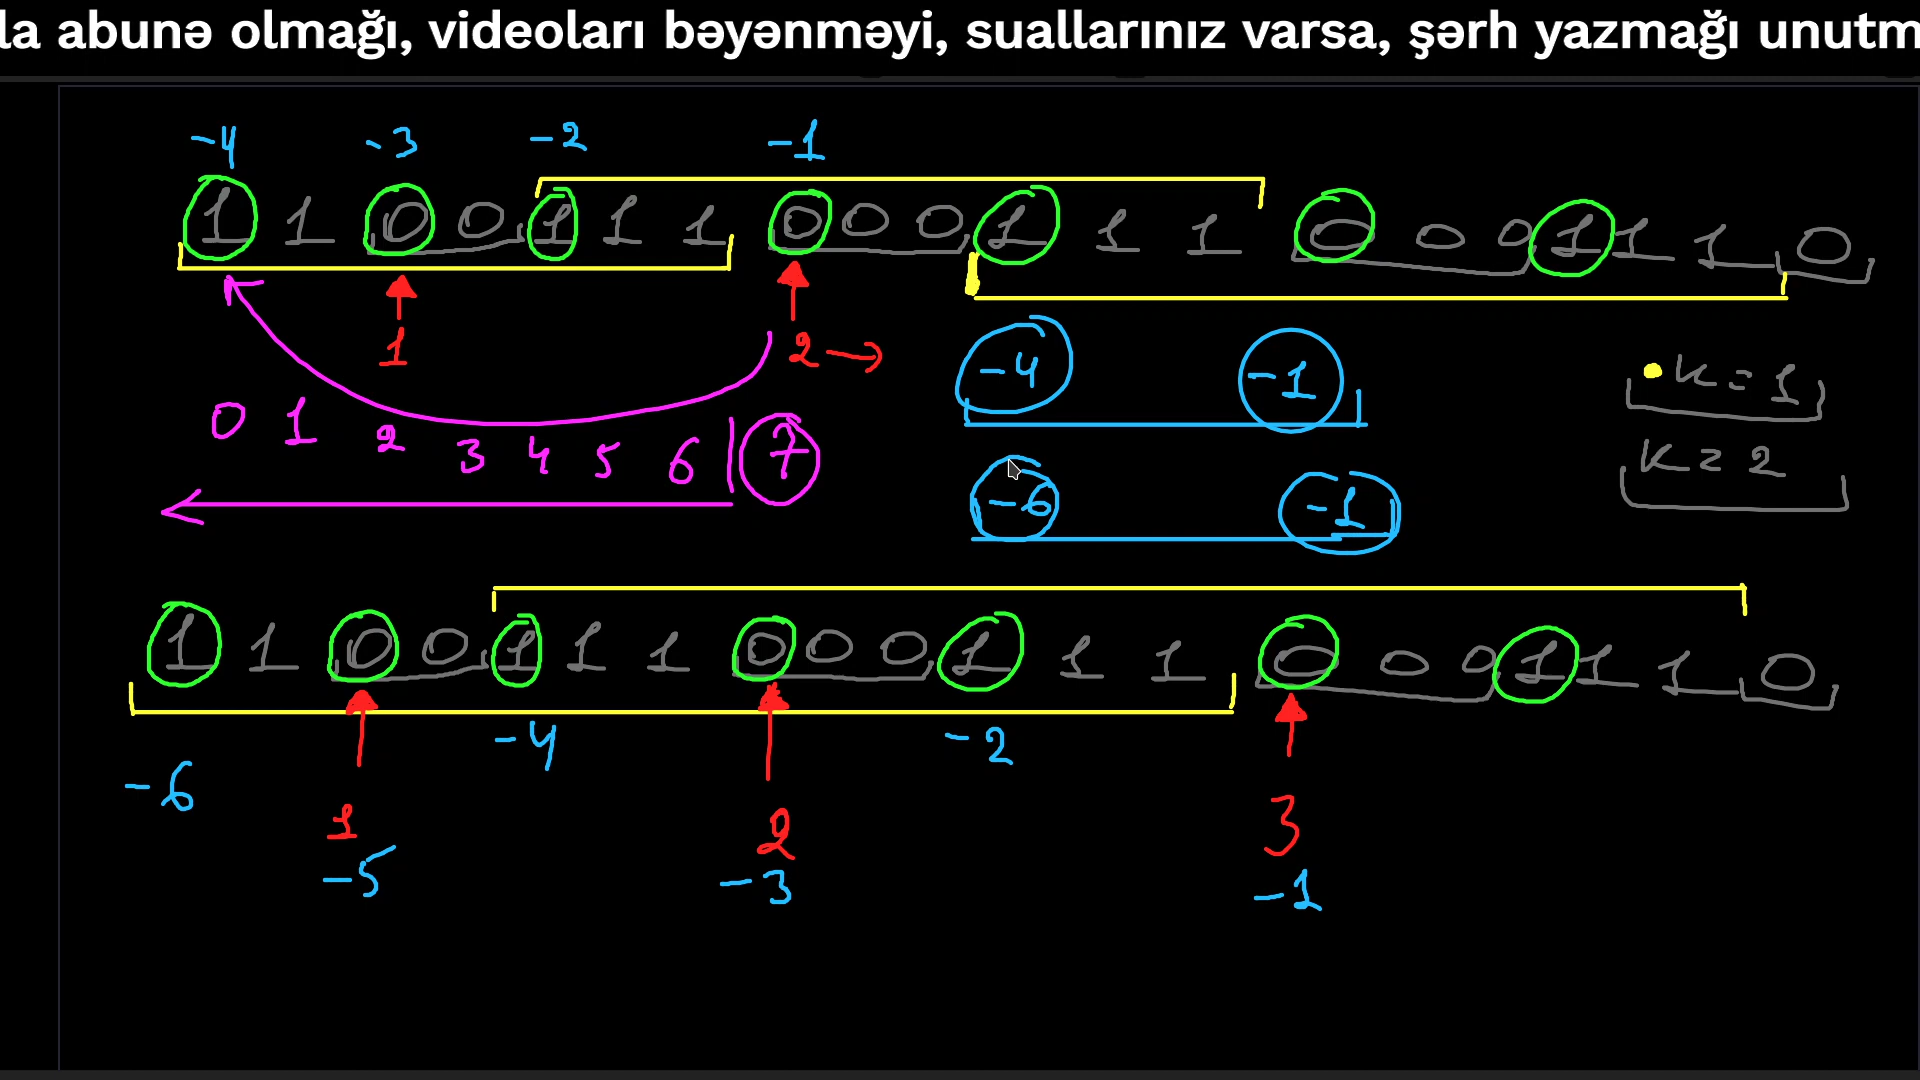 la abunə olmağı, videoları bəyənməyi, suallarınız varsa, şərh yazmağı unutm
-4 -3 -2 -1
1 1 0 0 1 1 1 0 0 0 1 1 1 0 0 0 1 1 1 0
1 2
-4 -1 K = 1
0 1 2 3 4 5 6 7
K = 2
-6 -1
1 1 0 0 1 1 1 0 0 0 1 1 1 0 0 0 1 1 1 0
-4 -2
-6
1 2 3
-5 -3 -1